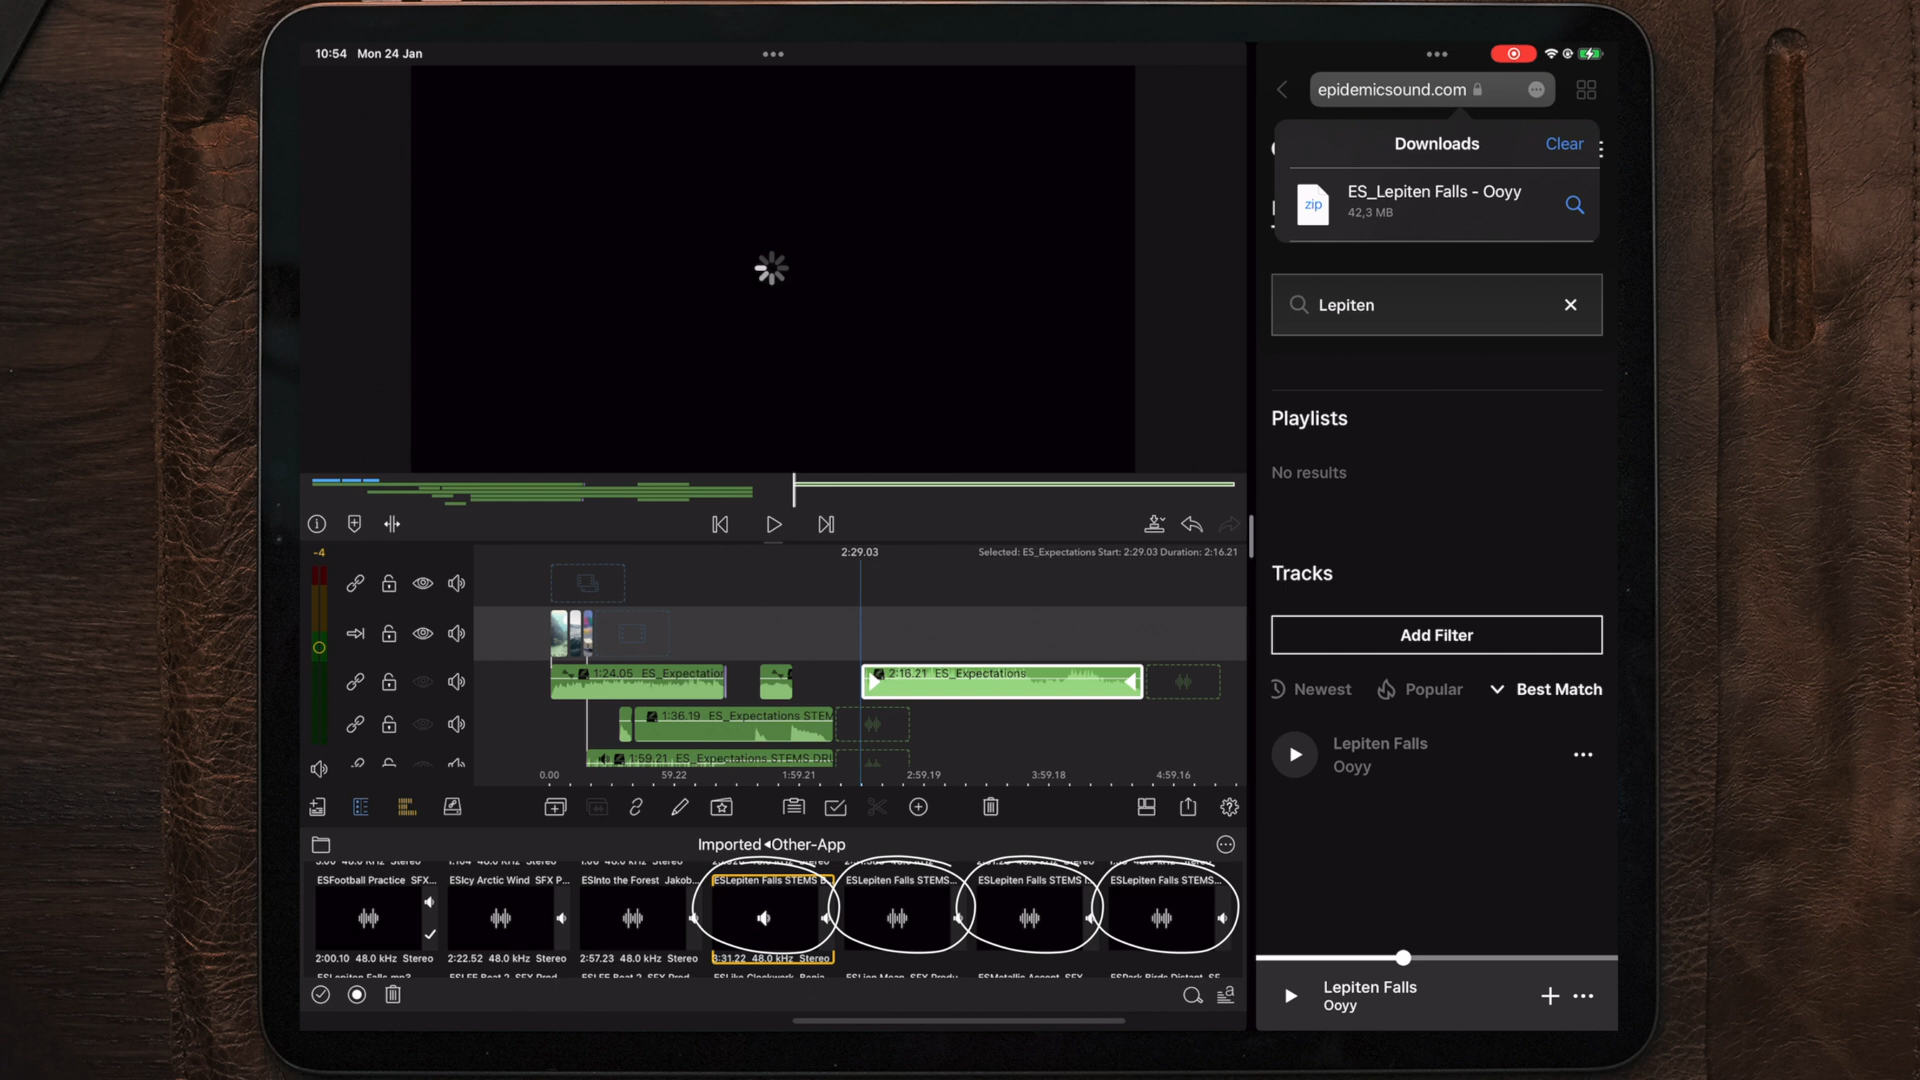 10:54 Mon 24 Jan
epidemicsound.com
Downloads
Clear
zip
ES_Lepiten Falls - Ooyy
42,3 MB
Lepiten
Playlists
No results
Tracks
Add Filter
Newest
Popular
Best Match
Lepiten Falls
Ooyy
Lepiten Falls
Ooyy
-4
2:29.03
Selected: ES_Expectations Start: 2:29.03 Duration: 2:16.21
1:24.05 ES_Expectation
2:16.21 ES_Expectations
1:36.19 ES_Expectations STEM
1:59.21 ES_Expectations STEMS DRU
0.00
59.22
1:59.21
2:59.19
3:59.18
4:59.16
Imported◂Other-App
ESFootball Practice SFX...
ESIcy Arctic Wind SFX P...
ESInto the Forest Jakob...
ESLepiten Falls STEMS B
ESLepiten Falls STEMS...
ESLepiten Falls STEMS
ESLepiten Falls STEMS...
2:00.10 48.0 kHz Stereo
2:22.52 48.0 kHz Stereo
2:57.23 48.0 kHz Stereo
3:31.22 48.0 kHz Stereo